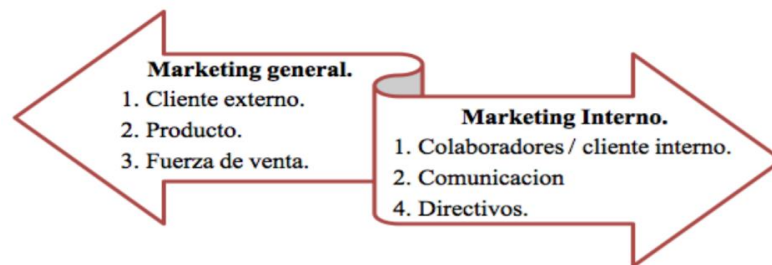 Marketing general.
1. Cliente externo.
2. Producto.
3. Fuerza de venta.
Marketing Interno.
1. Colaboradores / cliente interno.
2. Comunicacion
4. Directivos.